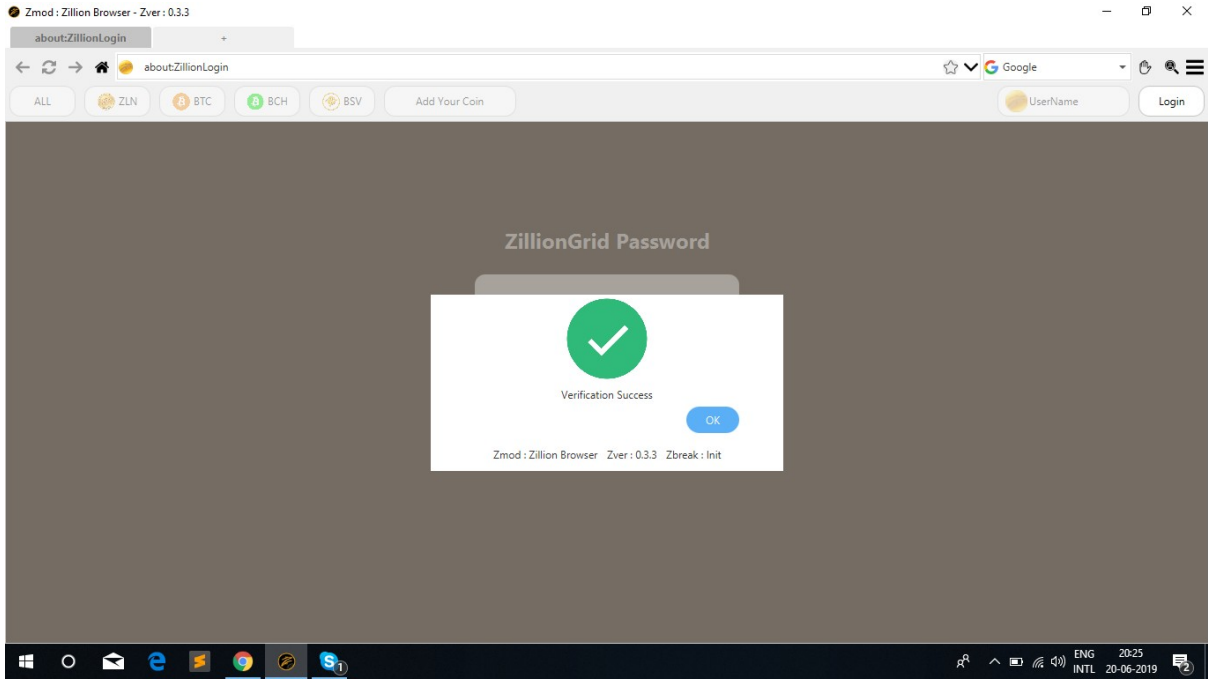 Zmod : Zillion Browser - Zver : 0.3.3
about:ZillionLogin +
about:ZillionLogin
Google
ALL ZLN BTC BCH BSV Add Your Coin UserName Login
ZillionGrid Password
Verification Success
OK
Zmod : Zillion Browser Zver : 0.3.3 Zbreak : Init
ENG 20:25
INTL 20-06-2019
1
2